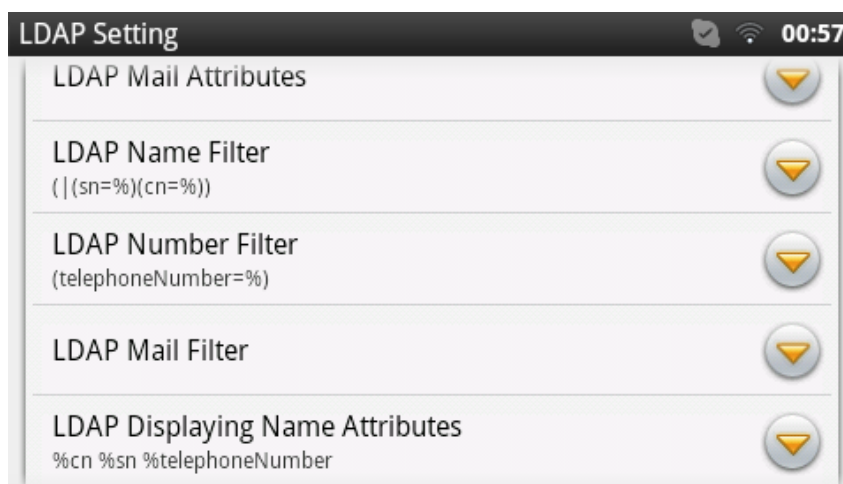 LDAP Setting 00:57
LDAP Mail Attributes
LDAP Name Filter
(|(sn=%)(cn=%))
LDAP Number Filter
(telephoneNumber=%)
LDAP Mail Filter
LDAP Displaying Name Attributes
%cn %sn %telephoneNumber